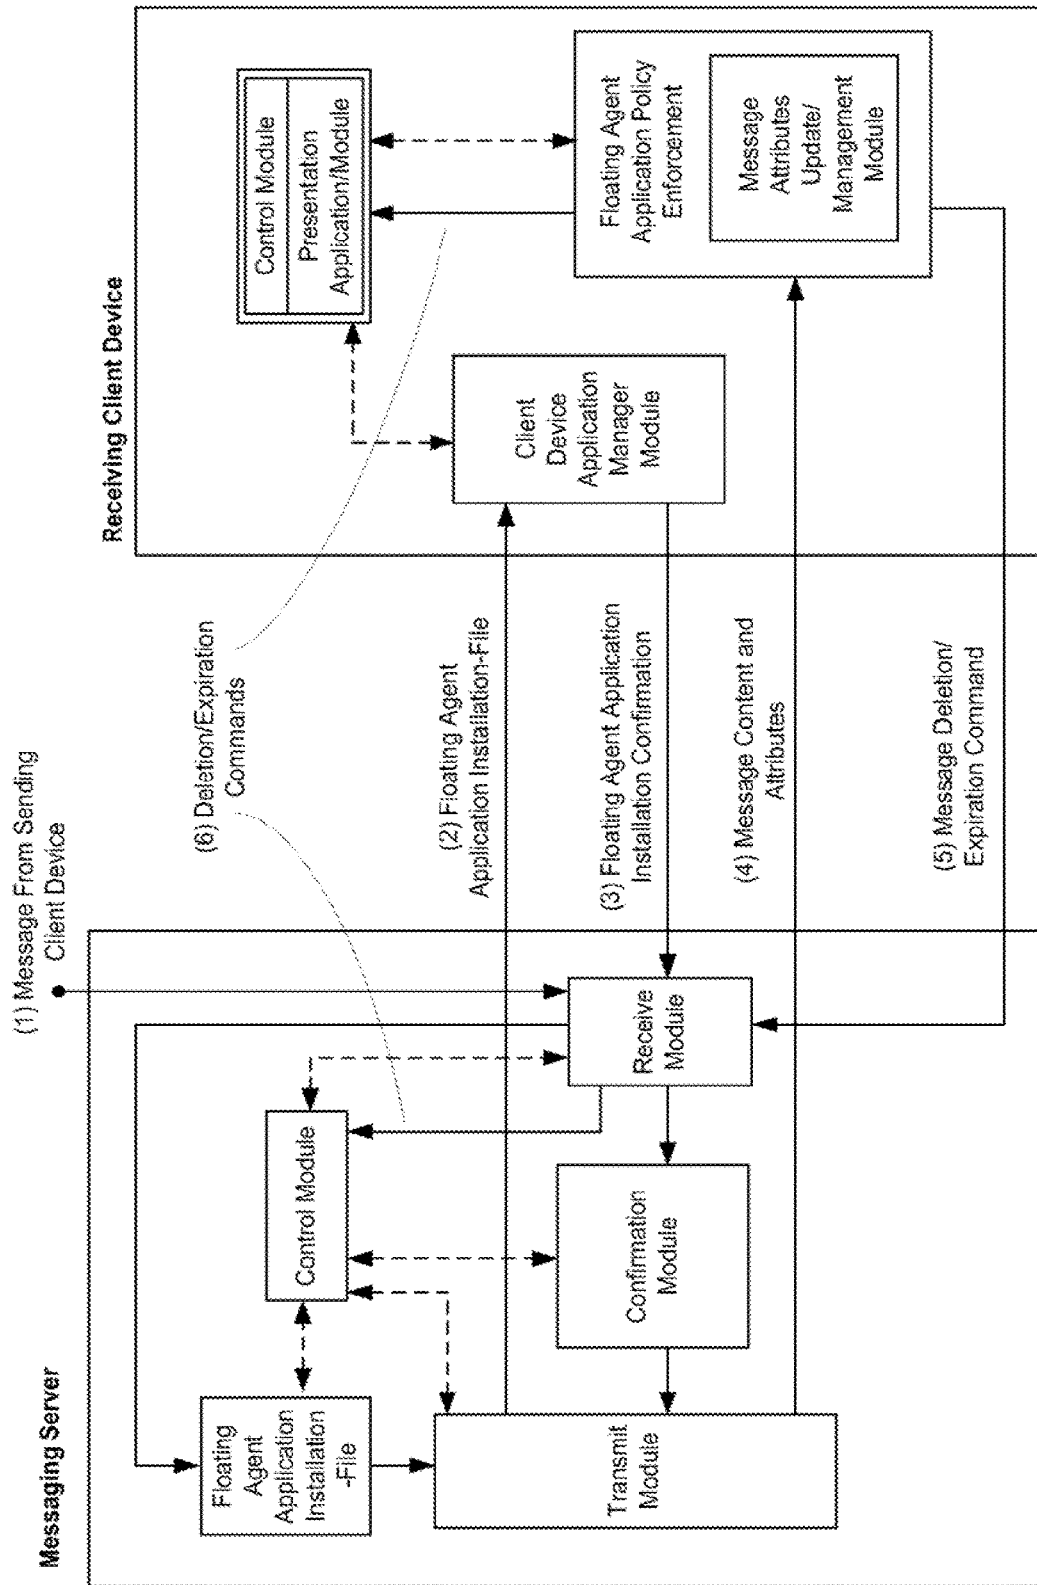 Messaging Server
Floating
Agent
Application
Installation
-File
Control Module
Transmit
Module
Confirmation
Module
Receive
Module
(1) Message From Sending
Client Device
(6) Deletion/Expiration
Commands
(2) Floating Agent
Application Installation-File
(3) Floating Agent Application
Installation Confirmation
(4) Message Content and
Attributes
(5) Message Deletion/
Expiration Command
Receiving Client Device
Client
Device
Application
Manager
Module
Control Module
Presentation
Application/Module
Floating Agent
Application Policy
Enforcement
Message
Attributes
Update/
Management
Module